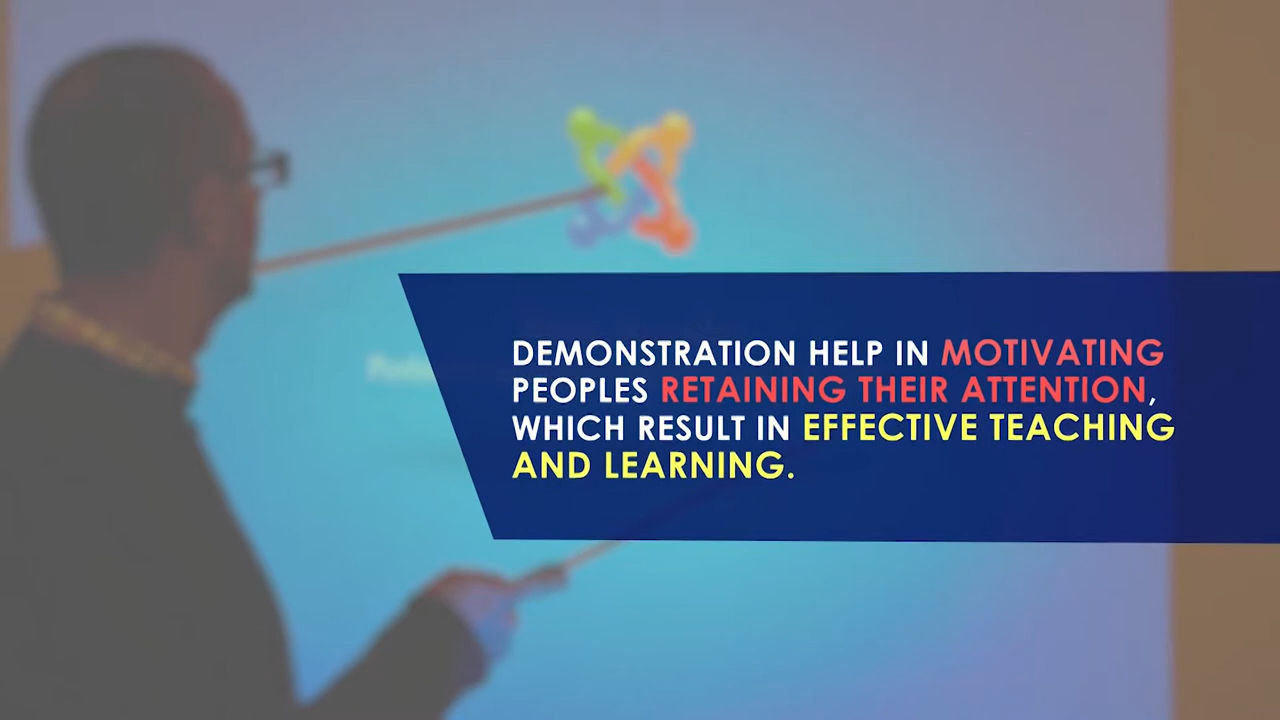 DEMONSTRATION HELP IN MOTIVATING
PEOPLES RETAINING THEIR ATTENTION,
WHICH RESULT IN EFFECTIVE TEACHING
AND LEARNING.